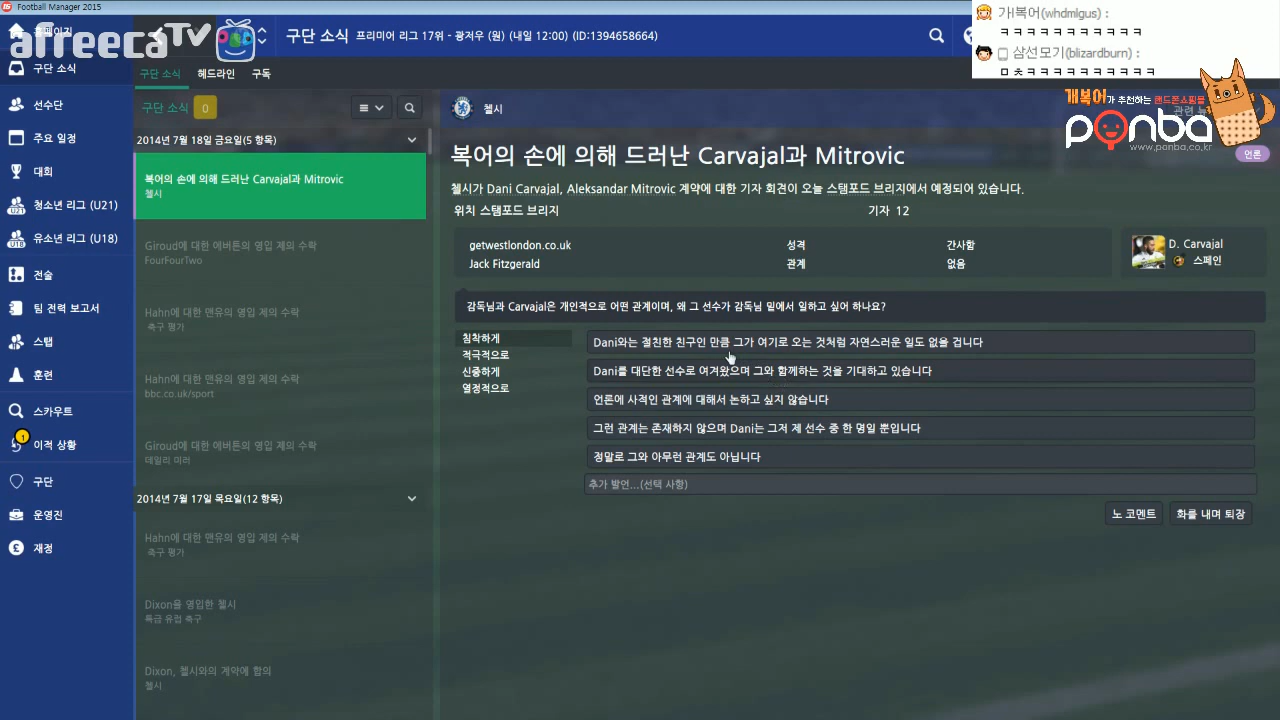 Football Manager 2015
홈페이지
afreecaTV
구단 소식
프리미어 리그 17위 - 광저우 (원) (내일 12:00) (ID:1394658664)
개복어(whdmlgus) :
ㅋㅋㅋㅋㅋㅋㅋㅋㅋㅋㅋ
삼선모기(blizardburn) :
ㅁㅊㅋㅋㅋㅋㅋㅋㅋㅋㅋㅋ
개복어가 추천하는 핸드폰쇼핑몰
관련 뉴
ponba
www.ponba.co,kr
언론
구단 소식
선수단
주요 일정
대회
청소년 리그 (U21)
유소년 리그 (U18)
전술
팀 전력 보고서
스탭
훈련
스카우트
1
이적 상황
구단
운영진
재정
구단 소식 헤드라인 구독
구단 소식 0
2014년 7월 18일 금요일(5 항목)
복어의 손에 의해 드러난 Carvajal과 Mitrovic
첼시
Giroud에 대한 에버튼의 영입 제의 수락
FourFourTwo
Hahn에 대한 맨유의 영입 제의 수락
축구 평가
Hahn에 대한 맨유의 영입 제의 수락
bbc.co.uk/sport
Giroud에 대한 에버튼의 영입 제의 수락
데일리 미러
2014년 7월 17일 목요일(12 항목)
Hahn에 대한 맨유의 영입 제의 수락
축구 평가
Dixon을 영입한 첼시
특급 유럽 축구
Dixon, 첼시와의 계약에 합의
첼시
첼시
복어의 손에 의해 드러난 Carvajal과 Mitrovic
첼시가 Dani Carvajal, Aleksandar Mitrovic 계약에 대한 기자 회견이 오늘 스탬포드 브리지에서 예정되어 있습니다.
위치 스탬포드 브리지
기자 12
getwestlondon.co.uk 성격 간사함
Jack Fitzgerald 관계 없음
D. Carvajal
스페인
감독님과 Carvajal은 개인적으로 어떤 관계이며, 왜 그 선수가 감독님 밑에서 일하고 싶어 하나요?
침착하게
적극적으로
신중하게
열정적으로
Dani와는 절친한 친구인 만큼 그가 여기로 오는 것처럼 자연스러운 일도 없을 겁니다
Dani를 대단한 선수로 여겨왔으며 그와 함께하는 것을 기대하고 있습니다
언론에 사적인 관계에 대해서 논하고 싶지 않습니다
그런 관계는 존재하지 않으며 Dani는 그저 제 선수 중 한 명일 뿐입니다
정말로 그와 아무런 관계도 아닙니다
추가 발언...(선택 사항)
노 코멘트
화를 내며 퇴장